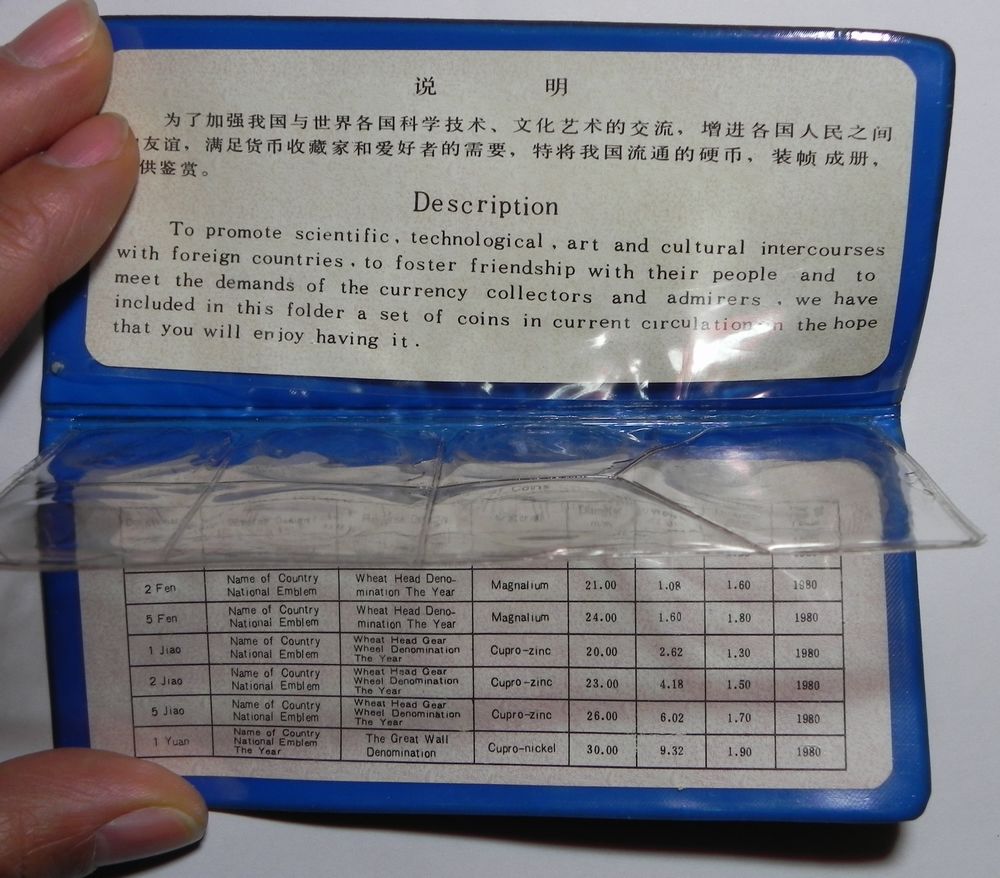 说 明
为了加强我国与世界各国科学技术、文化艺术的交流，增进各国人民之间
友谊，满足货币收藏家和爱好者的需要，特将我国流通的硬币，装帧成册，
供鉴赏。
Description
To promote scientific, technological, art and cultural intercourses
with foreign countries, to foster friendship with their people and to
meet the demands of the currency collectors and admirers, we have
included in this folder a set of coins in current circulation in the hope
that you will enjoy having it.
Coins
Diameter
mm
2 Fen Name of Country National Emblem Wheat Head Deno-mination The Year Magnalium 21.00 1.08 1.60 1980
5 Fen Name of Country National Emblem Wheat Head Deno-mination The Year Magnalium 24.00 1.60 1.80 1980
1 Jiao Name of Country National Emblem Wheat Head Gear Wheel Denomination The Year Cupro-zinc 20.00 2.62 1.30 1980
2 Jiao Name of Country National Emblem Wheat Head Gear Wheel Denomination The Year Cupro-zinc 23.00 4.18 1.50 1980
5 Jiao Name of Country National Emblem Wheat Head Gear Wheel Denomination The Year Cupro-zinc 26.00 6.02 1.70 1980
1 Yuan Name of Country National Emblem The Year The Great Wall Denomination Cupro-nickel 30.00 9.32 1.90 1980